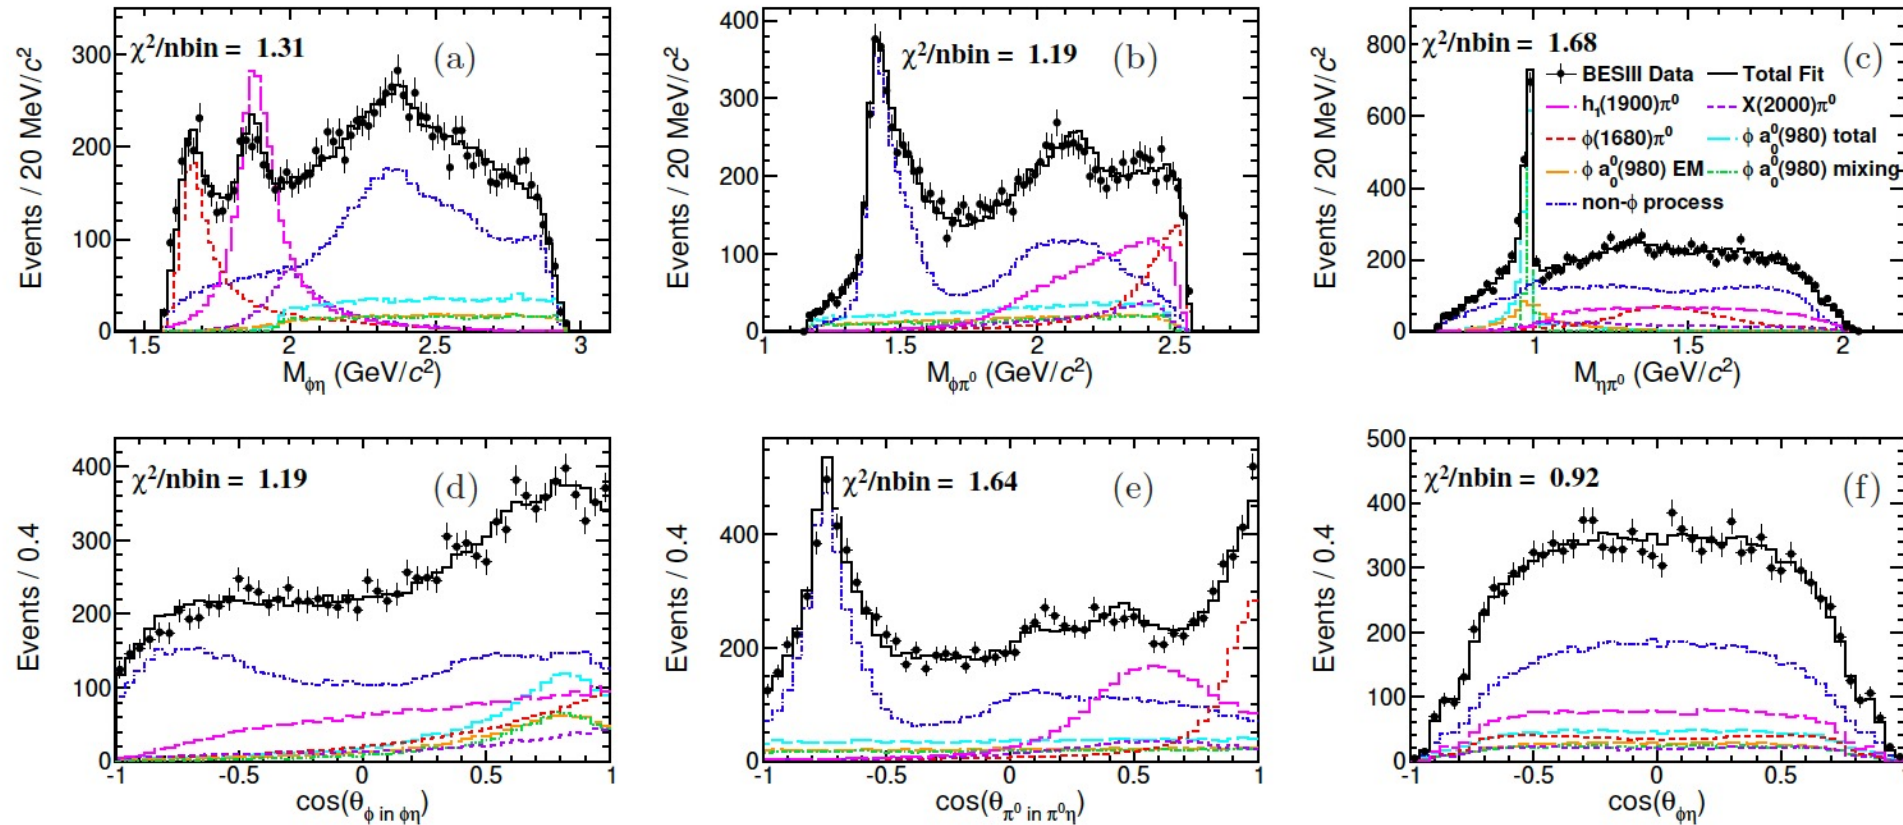 χ²/nbin = 1.31
(a)
Events / 20 MeV/c²
300
200
100
0
1.5 2 2.5 3
M_φη (GeV/c²)
χ²/nbin = 1.19
(b)
Events / 20 MeV/c²
400
300
200
100
0
1 1.5 2 2.5
M_φπ⁰ (GeV/c²)
χ²/nbin = 1.68
(c)
BESIII Data Total Fit
h₁(1900)π⁰ X(2000)π⁰
φ(1680)π⁰ φ a₀⁰(980) total
φ a₀⁰(980) EM φ a₀⁰(980) mixing
non-φ process
Events / 20 MeV/c²
800
600
400
200
0
1 1.5 2
M_ηπ⁰ (GeV/c²)
χ²/nbin = 1.19
(d)
Events / 0.4
400
300
200
100
0
-1 -0.5 0 0.5 1
cos(θ_φ in φη)
χ²/nbin = 1.64
(e)
Events / 0.4
400
200
0
-1 -0.5 0 0.5 1
cos(θ_π⁰ in π⁰η)
χ²/nbin = 0.92
(f)
Events / 0.4
500
400
300
200
100
0
-1 -0.5 0 0.5
cos(θ_φη)